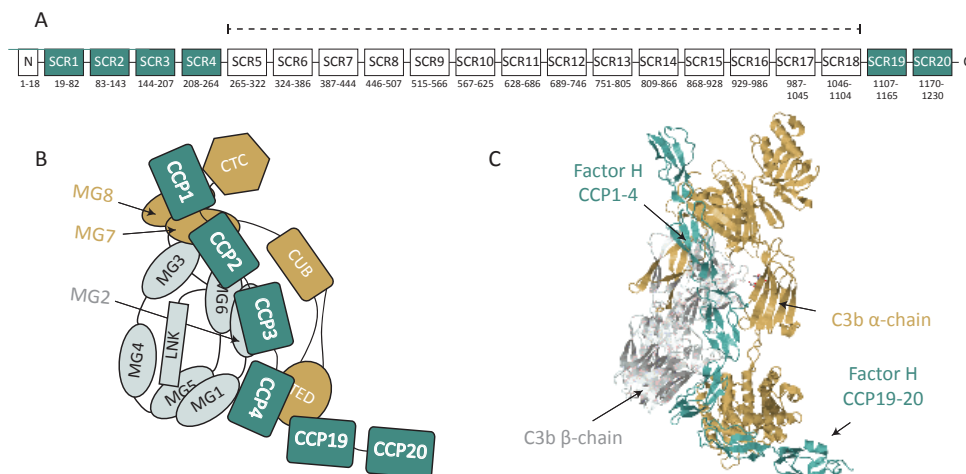 A
N SCR1 SCR2 SCR3 SCR4 SCR5 SCR6 SCR7 SCR8 SCR9 SCR10 SCR11 SCR12 SCR13 SCR14 SCR15 SCR16 SCR17 SCR18 SCR19 SCR20
1-18 19-82 83-143 144-207 208-264 265-322 324-386 387-444 446-507 515-566 567-625 628-686 689-746 751-805 809-866 868-928 929-986 987- 1046- 1107- 1170-
1045 1104 1165 1230
B
C
CTC
CCP1
Factor H
CCP1-4
MG8
MG7
CCP2
CUB
MG3
MG2
MG6
CCP3
C3b α-chain
MG4
LNK
MG5
MG1
CCP4
TED
Factor H
CCP19-20
CCP19
CCP20
C3b β-chain